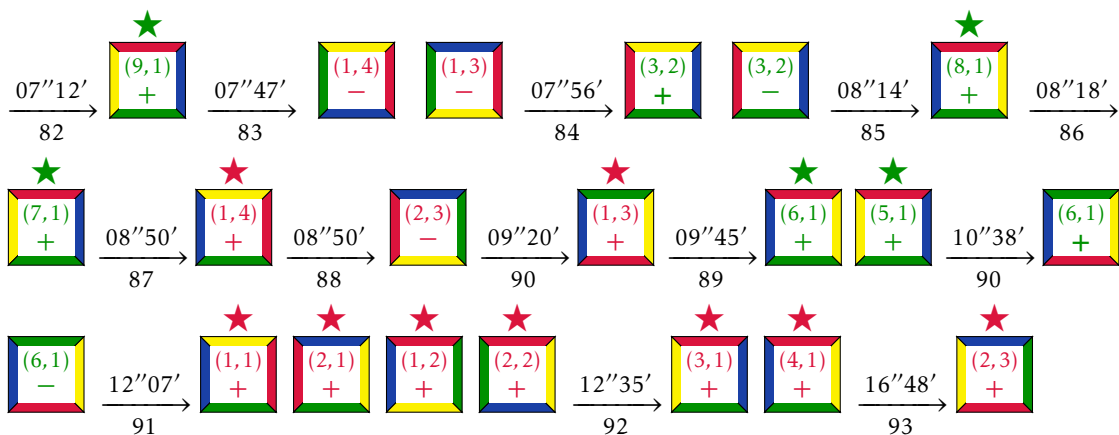 07′′12′ (9,1) 07′′47′ (1,4) (1,3) 07′′56′ (3,2) (3,2) 08′′14′ (8,1) 08′′18′
82 + 83 − − 84 + − 85 + 86
(7,1) 08′′50′ (1,4) 08′′50′ (2,3) 09′′20′ (1,3) 09′′45′ (6,1) (5,1) 10′′38′ (6,1)
+ 87 + 88 − 90 + 89 + + 90 +
(6,1) 12′′07′ (1,1) (2,1) (1,2) (2,2) 12′′35′ (3,1) (4,1) 16′′48′ (2,3)
− 91 + + + + 92 + + 93 +